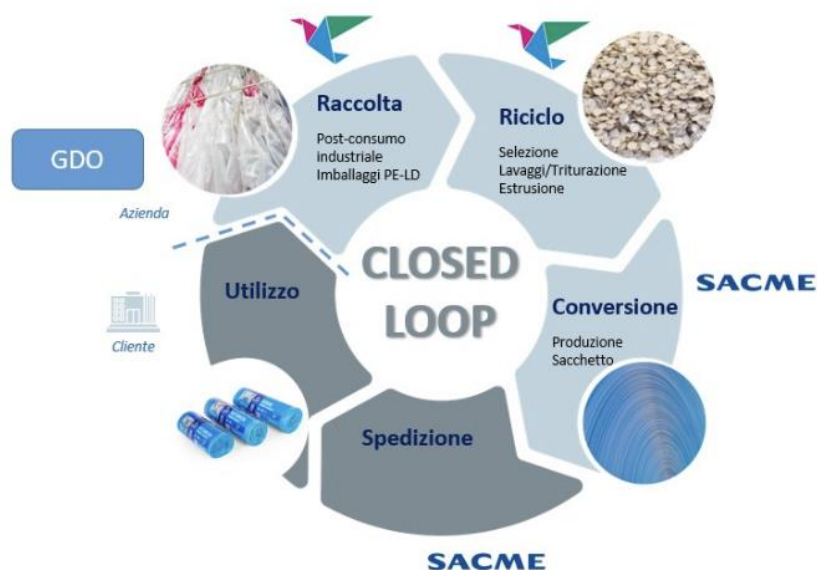 GDO
Azienda
Cliente
Raccolta
Post-consumo
industriale
Imballaggi PE-LD
Riciclo
Selezione
Lavaggi/Triturazione
Estrusione
SACME
Conversione
Produzione
Sacchetto
Spedizione
SACME
Utilizzo
CLOSED
LOOP